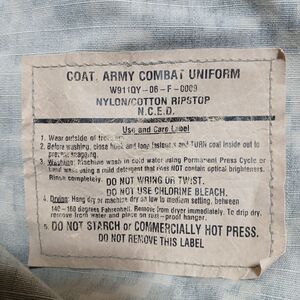 COAT, ARMY COMBAT UNIFORM
W911QY-06-F-0009
NYLON/COTTON RIPSTOP
N.C.E.D.
Use and Care Label
1. Wear outside of trousers.
2. Before washing, close hook and loop fasteners and TURN coat inside out to
prevent snagging.
3. Washing: Machine wash in cold water using Permanent Press Cycle or
hand wash using a mild detergent that does NOT contain optical brighteners.
Rinse completely. DO NOT WRING OR TWIST.
DO NOT USE CHLORINE BLEACH.
4. Drying: Hang dry or machine dry on low to medium setting, between
140-160 degrees Fahrenheit. Remove from dryer immediately. To drip dry,
remove from water and place on rust-proof hanger.
5. DO NOT STARCH or COMMERCIALLY HOT PRESS.
DO NOT REMOVE THIS LABEL